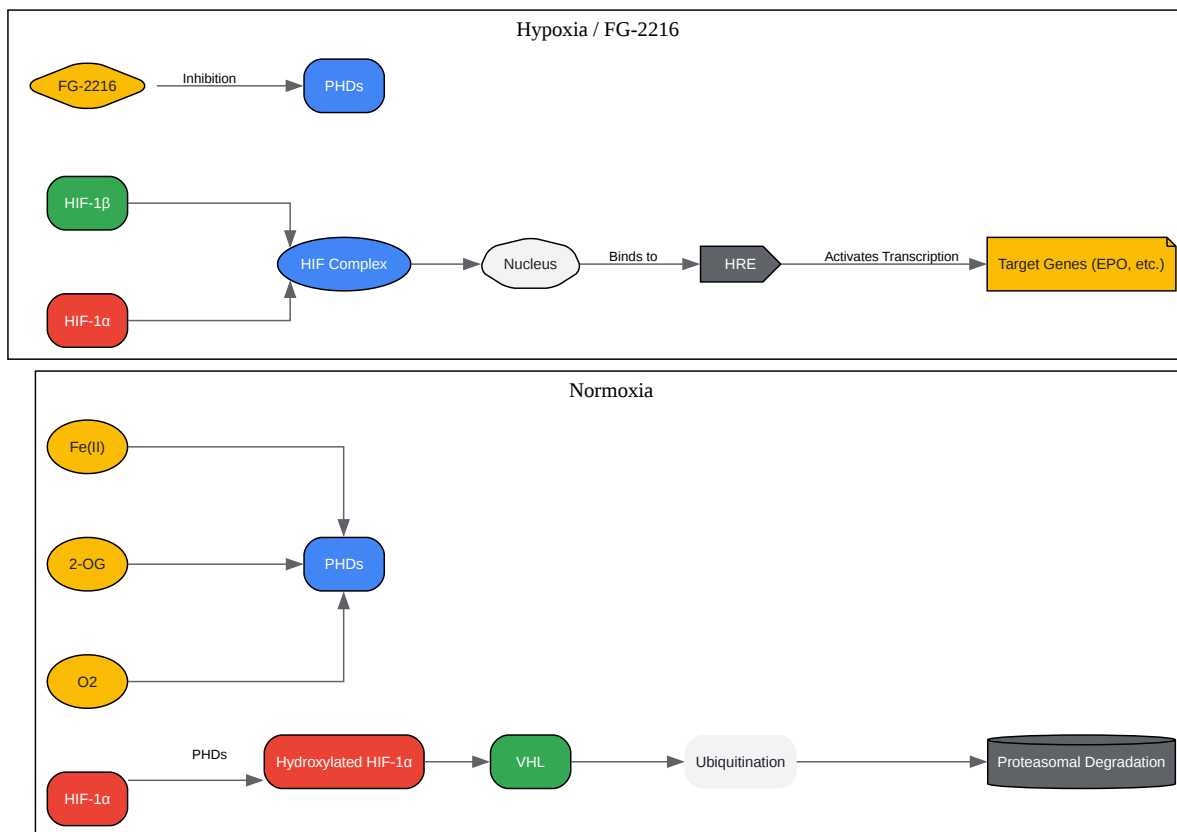 Hypoxia / FG-2216
FG-2216
Inhibition
PHDs
HIF-1β
HIF-1α
HIF Complex
Nucleus
Binds to
HRE
Activates Transcription
Target Genes (EPO, etc.)
Normoxia
Fe(II)
2-OG
O2
PHDs
HIF-1α
PHDs
Hydroxylated HIF-1α
VHL
Ubiquitination
Proteasomal Degradation